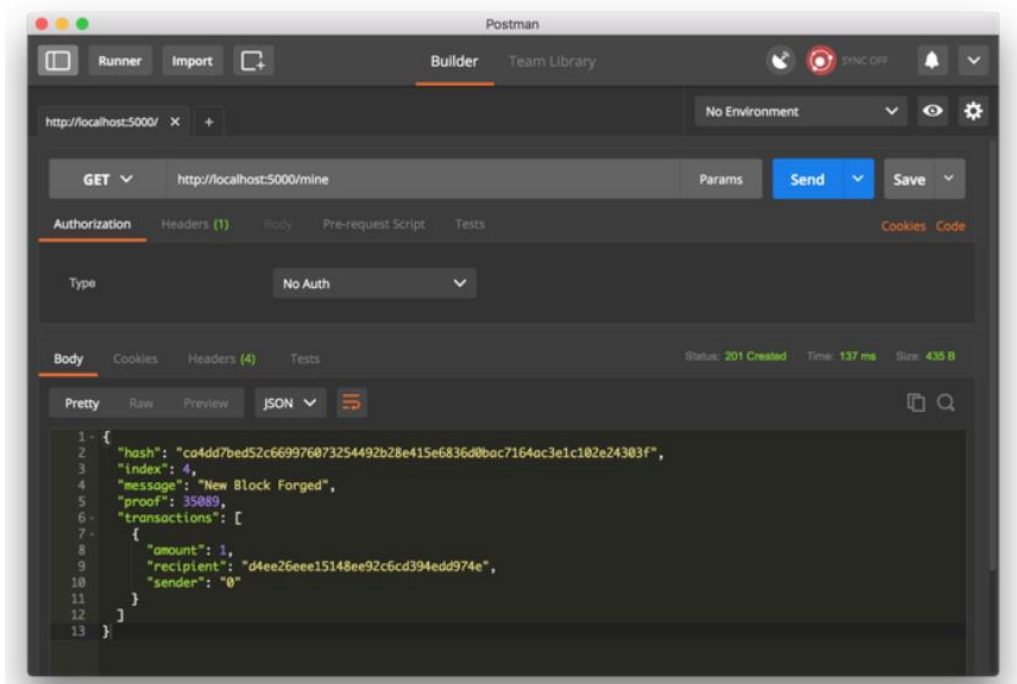 Postman
Runner Import Builder Team Library SYNC OFF
http://localhost:5000/ × + No Environment
GET http://localhost:5000/mine Params Send Save
Authorization Headers (1) Body Pre-request Script Tests Cookies Code
Type No Auth
Body Cookies Headers (4) Tests Status: 201 Created Time: 137 ms Size: 435 B
Pretty Raw Preview JSON
1 {
2 "hash": "ca4dd7bed52c669976073254492b28e415e6836d0bac7164ac3e1c102e24303f",
3 "index": 4,
4 "message": "New Block Forged",
5 "proof": 35089,
6 "transactions": [
7 {
8 "amount": 1,
9 "recipient": "d4ee26eee15148ee92c6cd394edd974e",
10 "sender": "0"
11 }
12 ]
13 }